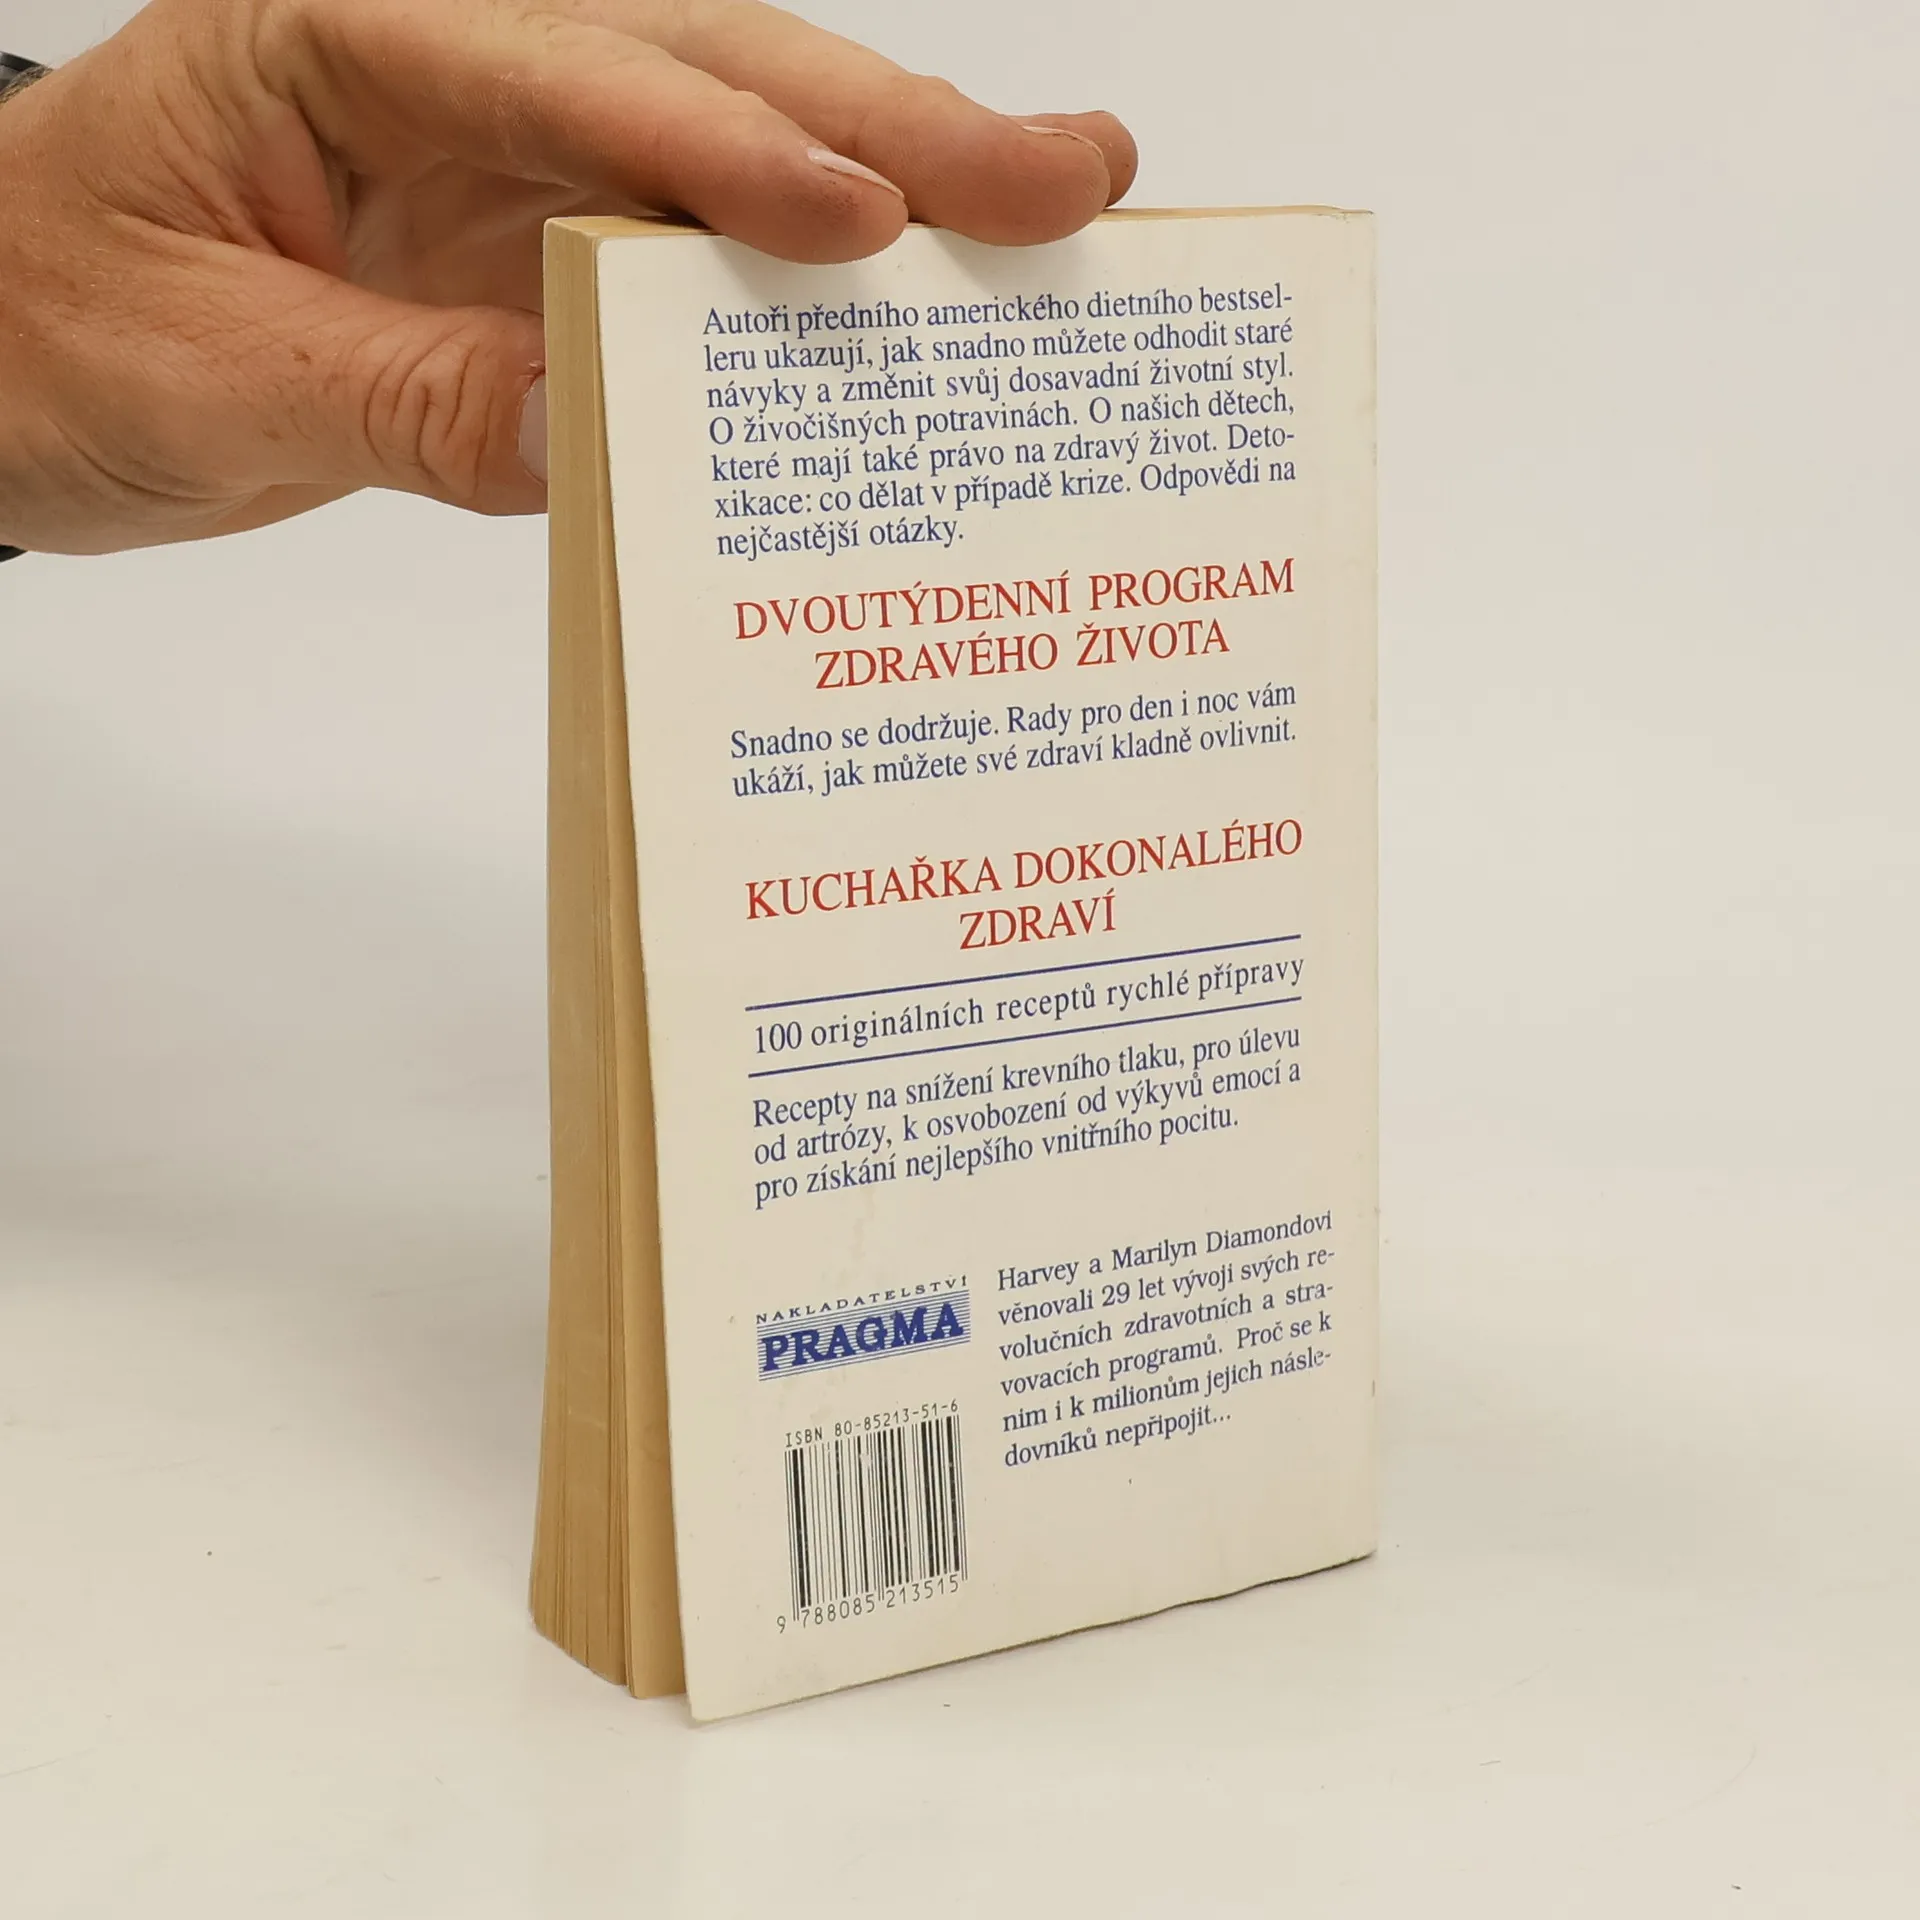 Autoři předního amerického dietního bestsel-
leru ukazují, jak snadno můžete odhodit staré
návyky a změnit svůj dosavadní životní styl.
O živočišných potravinách. O našich dětech,
které mají také právo na zdravý život. Deto-
xikace: co dělat v případě krize. Odpovědi na
nejčastější otázky.
DVOUTÝDENNÍ PROGRAM
ZDRAVÉHO ŽIVOTA
Snadno se dodržuje. Rady pro den i noc vám
ukáží, jak můžete své zdraví kladně ovlivnit.
KUCHAŘKA DOKONALÉHO
ZDRAVÍ
100 originálních receptů rychlé přípravy
Recepty na snížení krevního tlaku, pro úlevu
od artrózy, k osvobození od výkyvů emocí a
pro získání nejlepšího vnitřního pocitu.
Harvey a Marilyn Diamondovi
věnovali 29 let vývoji svých re-
volučních zdravotních a stra-
vovacích programů. Proč se k
nim i k milionům jejich násle-
dovníků nepřipojit...
NAKLADATELSTVÍ
PRAGMA
ISBN 80-85213-51-6
9 788085 213515